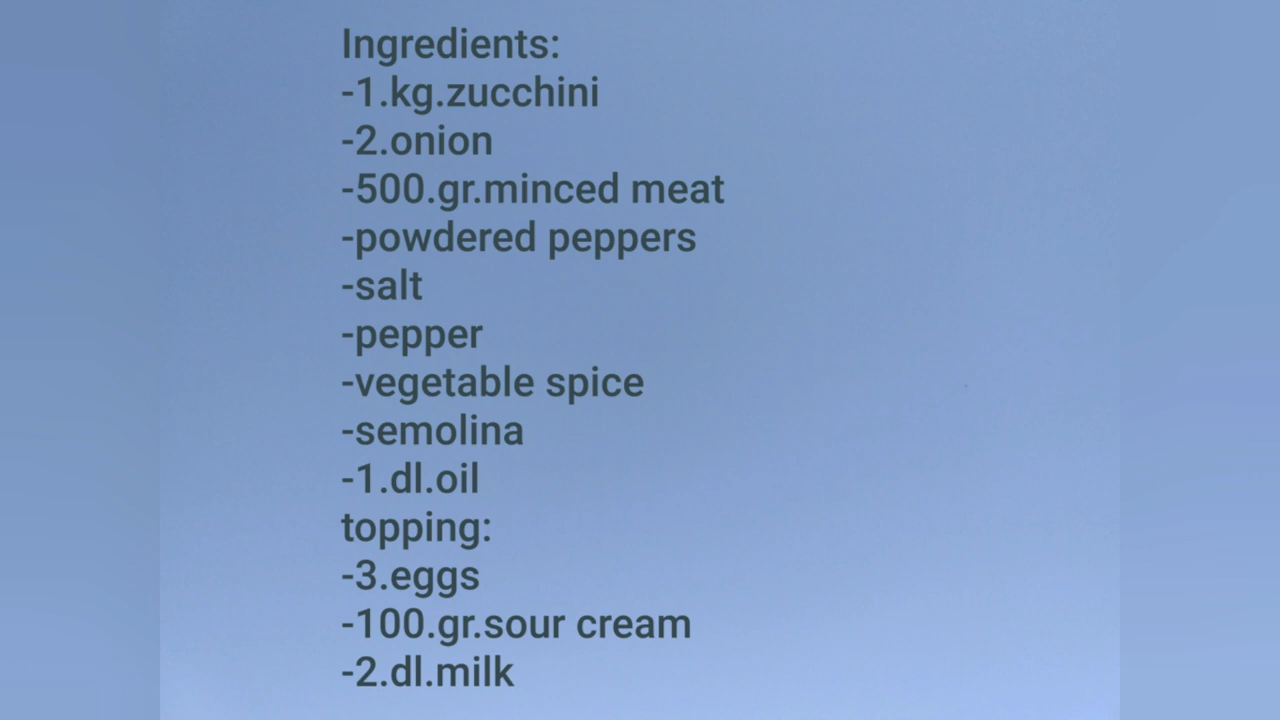 Ingredients:
-1.kg.zucchini
-2.onion
-500.gr.minced meat
-powdered peppers
-salt
-pepper
-vegetable spice
-semolina
-1.dl.oil
topping:
-3.eggs
-100.gr.sour cream
-2.dl.milk